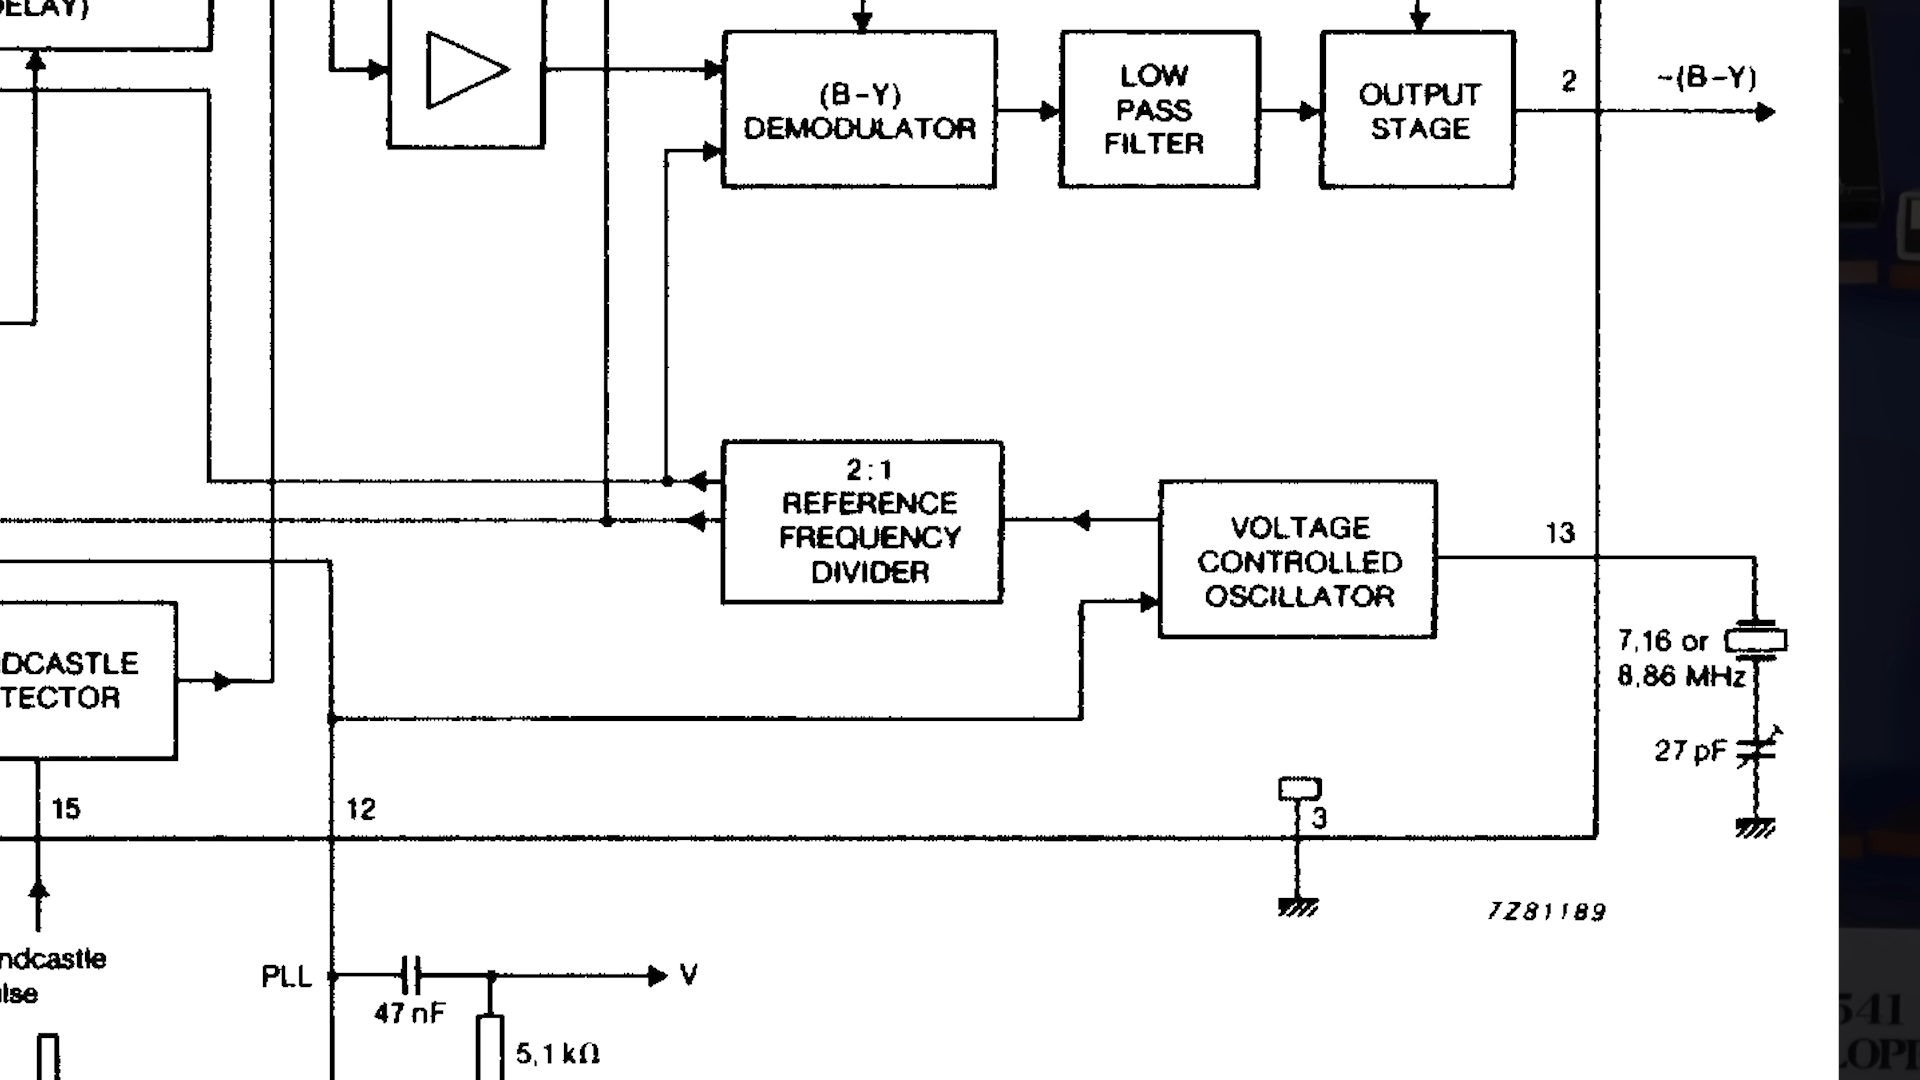 ELAY)
(B-Y)
DEMODULATOR
LOW
PASS
FILTER
OUTPUT
STAGE
2
-(B-Y)
2:1
REFERENCE
FREQUENCY
DIVIDER
VOLTAGE
CONTROLLED
OSCILLATOR
13
7,16 or
8,86 MHz
27 pF
DCASTLE
TECTOR
15
12
3
7Z81189
ndcastle
lse
PLL
47 nF
V
5,1 kΩ
541
LOPI